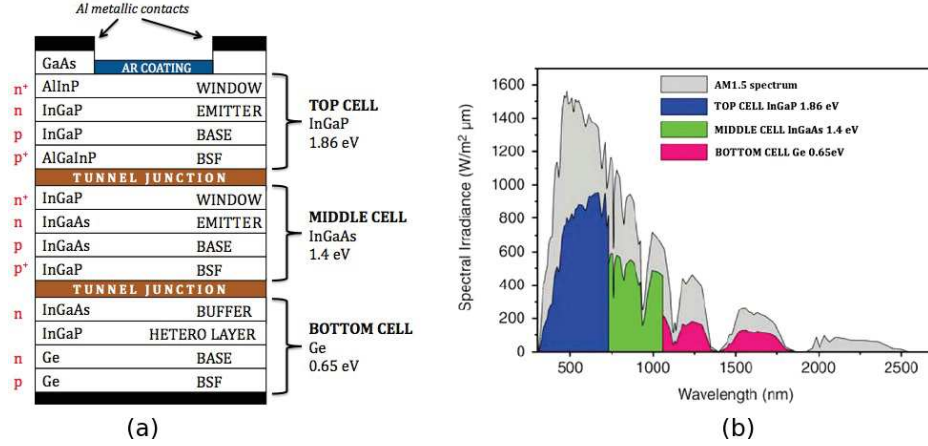 Al metallic contacts
GaAs
AR COATING
n+ AlInP WINDOW
n InGaP EMITTER
p InGaP BASE
p+ AlGaInP BSF
TOP CELL
InGaP
1.86 eV
TUNNEL JUNCTION
n+ InGaP WINDOW
n InGaAs EMITTER
p InGaAs BASE
p+ InGaP BSF
MIDDLE CELL
InGaAs
1.4 eV
TUNNEL JUNCTION
n InGaAs BUFFER
InGaP HETERO LAYER
n Ge BASE
p Ge BSF
BOTTOM CELL
Ge
0.65 eV
(a)
Spectral Irradiance (W/m² µm)
1600
1400
1200
1000
800
600
400
200
0
AM1.5 spectrum
TOP CELL InGaP 1.86 eV
MIDDLE CELL InGaAs 1.4 eV
BOTTOM CELL Ge 0.65eV
500 1000 1500 2000 2500
Wavelength (nm)
(b)